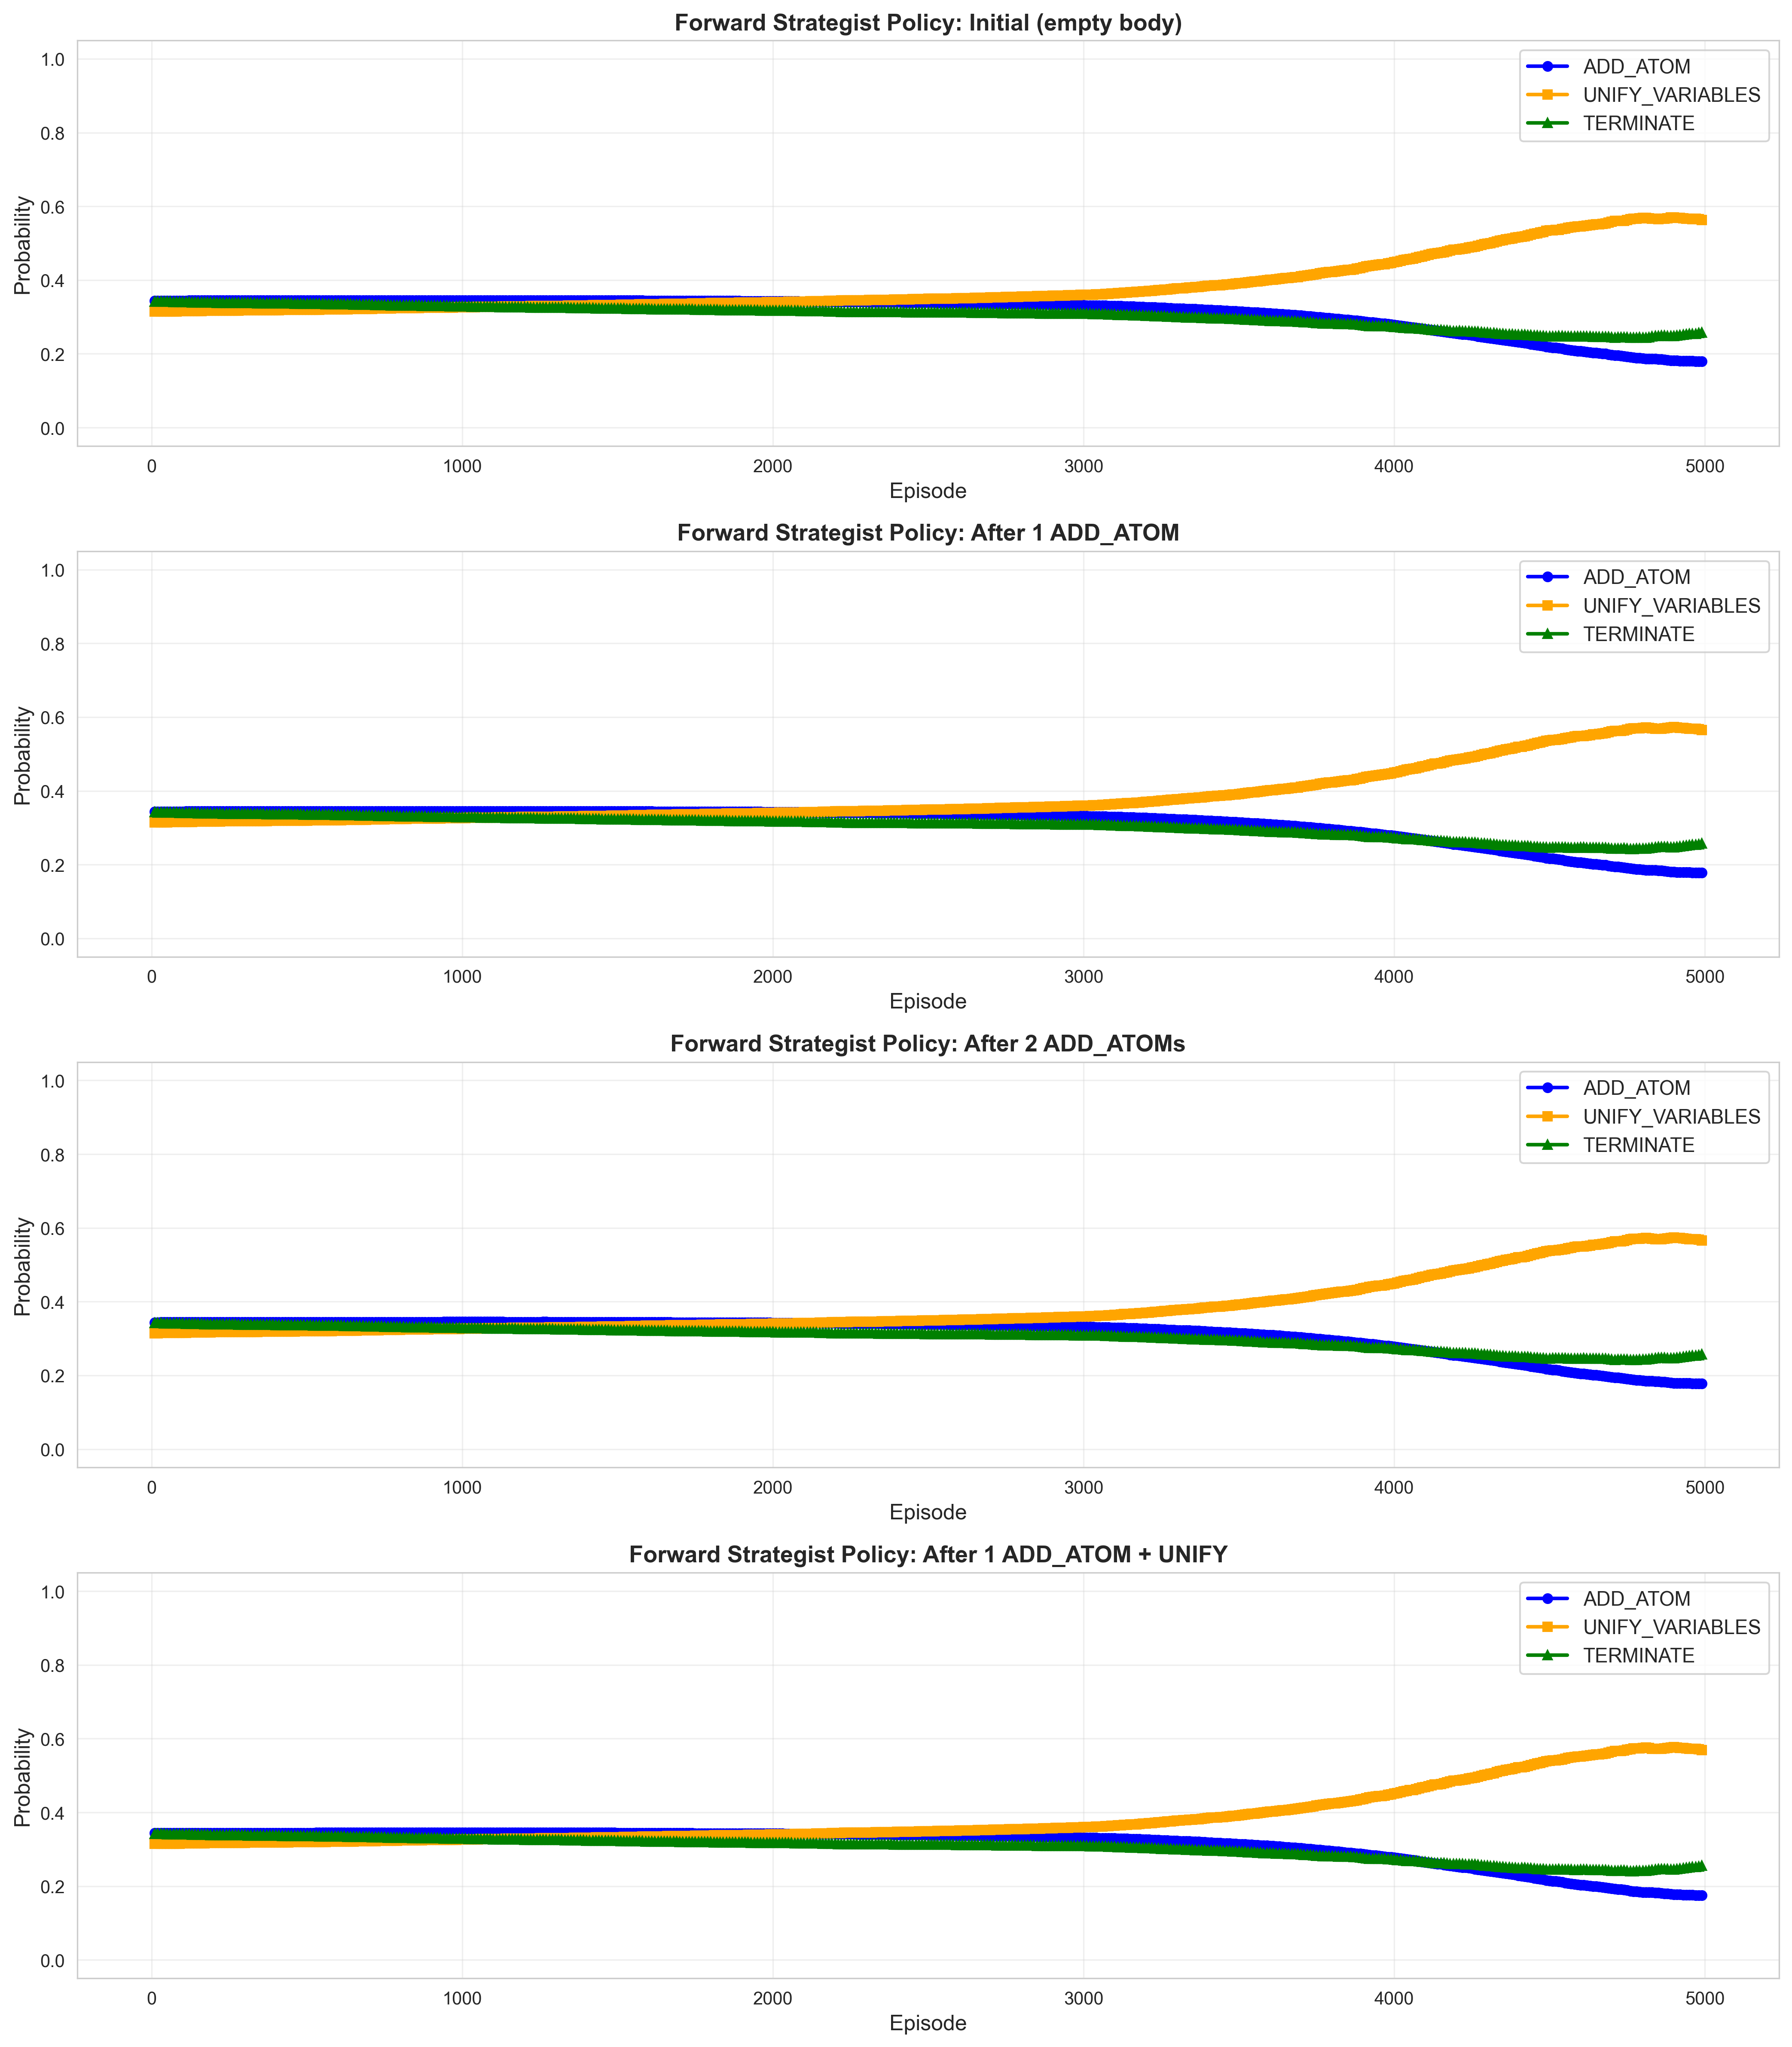 Forward Strategist Policy: Initial (empty body)
1.0
0.8
0.6
0.4
0.2
0.0
Probability
ADD_ATOM
UNIFY_VARIABLES
TERMINATE
0 1000 2000 3000 4000 5000
Episode
Forward Strategist Policy: After 1 ADD_ATOM
1.0
0.8
0.6
0.4
0.2
0.0
Probability
ADD_ATOM
UNIFY_VARIABLES
TERMINATE
0 1000 2000 3000 4000 5000
Episode
Forward Strategist Policy: After 2 ADD_ATOMs
1.0
0.8
0.6
0.4
0.2
0.0
Probability
ADD_ATOM
UNIFY_VARIABLES
TERMINATE
0 1000 2000 3000 4000 5000
Episode
Forward Strategist Policy: After 1 ADD_ATOM + UNIFY
1.0
0.8
0.6
0.4
0.2
0.0
Probability
ADD_ATOM
UNIFY_VARIABLES
TERMINATE
0 1000 2000 3000 4000 5000
Episode